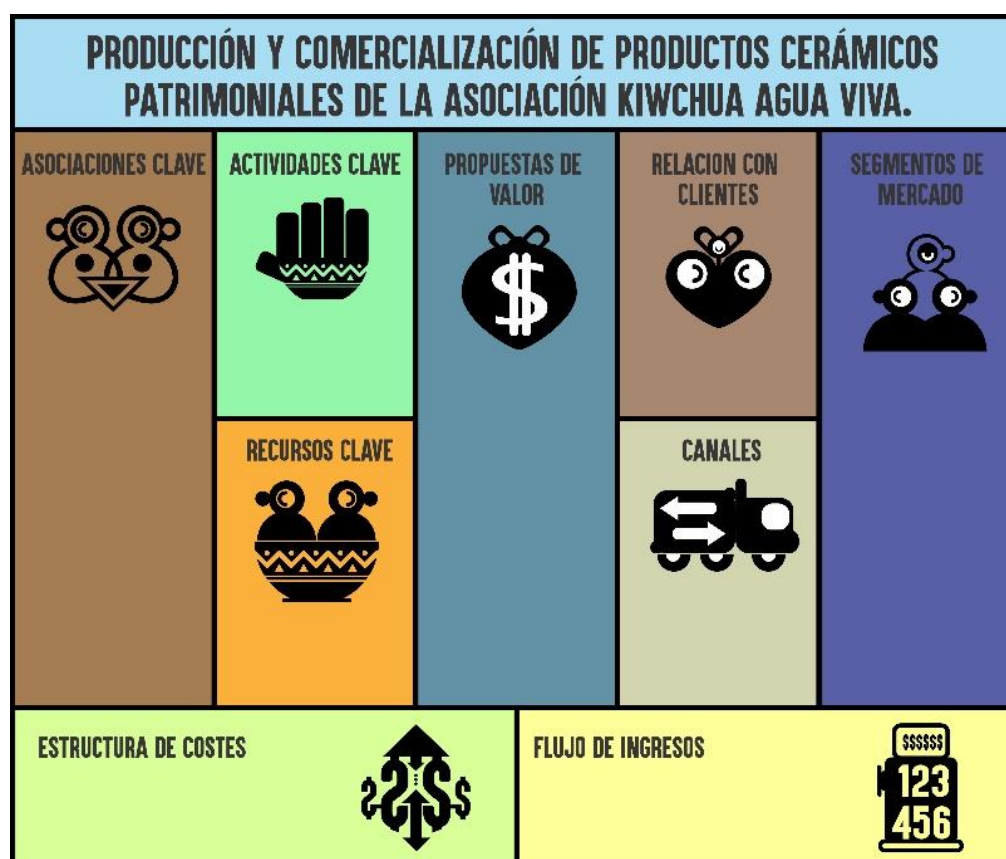 PRODUCCIÓN Y COMERCIALIZACIÓN DE PRODUCTOS CERÁMICOS
PATRIMONIALES DE LA ASOCIACIÓN KIWCHUA AGUA VIVA.
ASOCIACIONES CLAVE
ACTIVIDADES CLAVE
RECURSOS CLAVE
PROPUESTAS DE
VALOR
$
RELACION CON
CLIENTES
CANALES
SEGMENTOS DE
MERCADO
ESTRUCTURA DE COSTES
FLUJO DE INGRESOS
$$$$$$
123
456